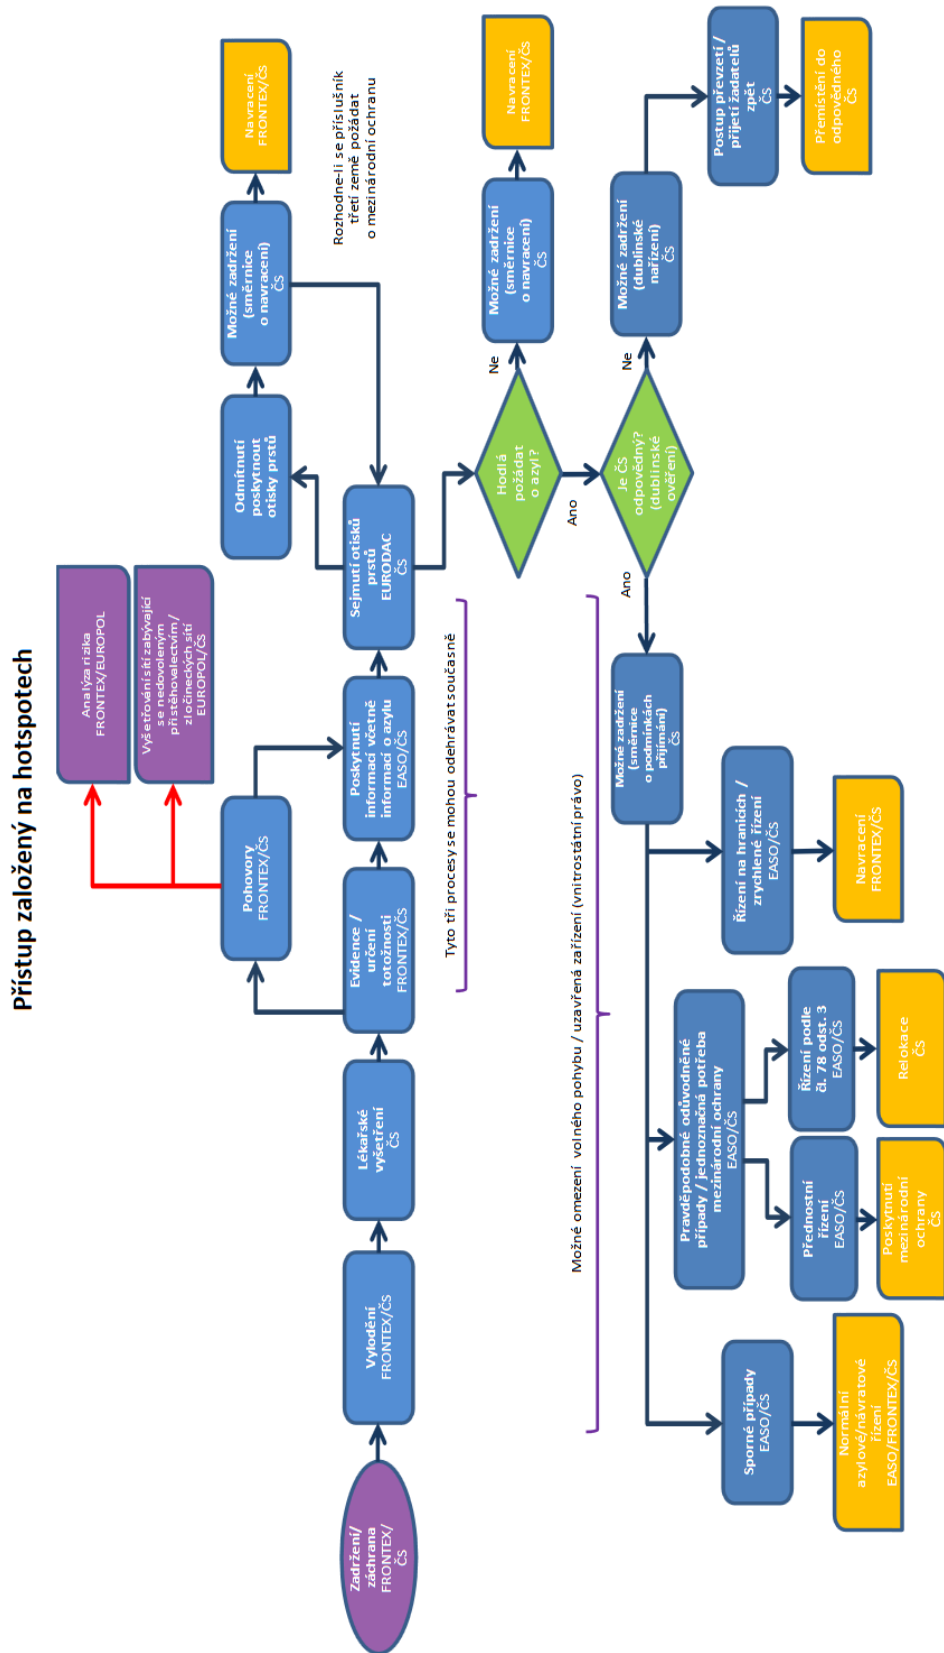 Přístup založený na hotspotech
Analýza rizika
FRONTEX/EUROPOL
Vyšetřování sítí zabývající
se nedovoleným
přistěhovalectvím/
zločineckých sítí
EUROPOL/ČS
Pohovory
FRONTEX/ČS
Odmítnutí
poskytnout
otisky prstů
Možné zadržení
(směrnice
o navracení)
ČS
Navracení
FRONTEX/ČS
Rozhodne-li se příslušník
třetí země požádat
o mezinárodní ochranu
Zadržení/
záchrana
FRONTEX/
ČS
Vylodění
FRONTEX/ČS
Lékařské
vyšetření
ČS
Evidence /
určení
totožnosti
FRONTEX/ČS
Poskytnutí
informací včetně
informací o azylu
EASO/ČS
Sejmutí otisků
prstů
EURODAC
ČS
Tyto tři procesy se mohou odehrávat současně
Hodlá
požádat
o azyl?
Ne
Možné zadržení
(směrnice
o navracení)
ČS
Navracení
FRONTEX/ČS
Ano
Možné omezení volného pohybu / uzavřená zařízení (vnitrostátní právo)
Je ČS
odpovědný?
(dublinské
ověření)
Ne
Možné zadržení
(dublinské
nařízení)
ČS
Postup převzetí /
přijetí žadatelů
zpět
ČS
Přemístění do
odpovědného
ČS
Ano
Možné zadržení
(směrnice
o podmínkách
přijímání)
ČS
Sporné případy
EASO/ČS
Normální
azylové/návratové
řízení
EASO/FRONTEX/ČS
Pravděpodobné odůvodněné
případy / jednoznačná potřeba
mezinárodní ochrany
EASO/ČS
Přednostní
řízení
EASO/ČS
Poskytnutí
mezinárodní
ochrany
ČS
Řízení podle
čl. 78 odst. 3
EASO/ČS
Relokace
ČS
Řízení na hranicích /
zrychlené řízení
EASO/ČS
Navracení
FRONTEX/ČS